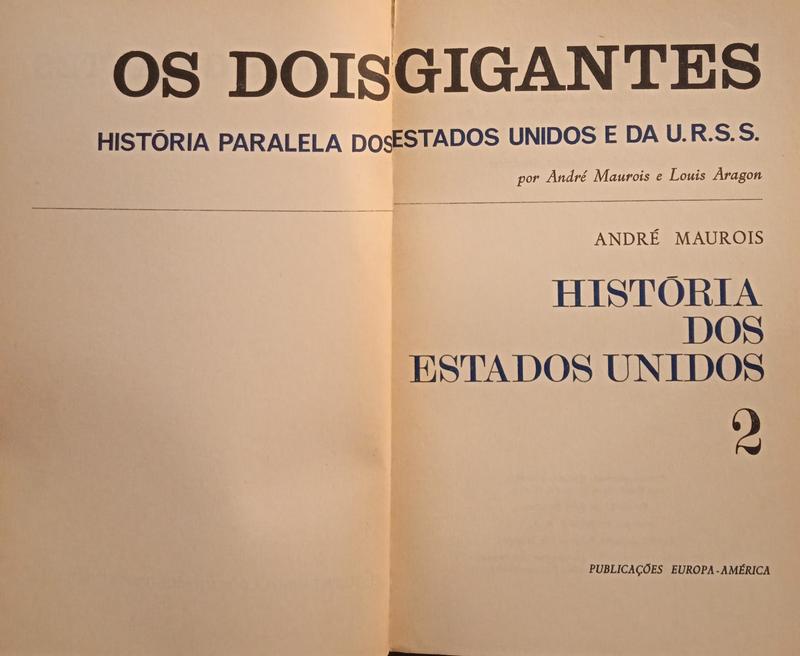 OS DOIS GIGANTES
HISTÓRIA PARALELA DOS ESTADOS UNIDOS E DA U.R.S.S.
por André Maurois e Louis Aragon
ANDRÉ MAUROIS
HISTÓRIA
DOS
ESTADOS UNIDOS
2
PUBLICAÇÕES EUROPA-AMÉRICA